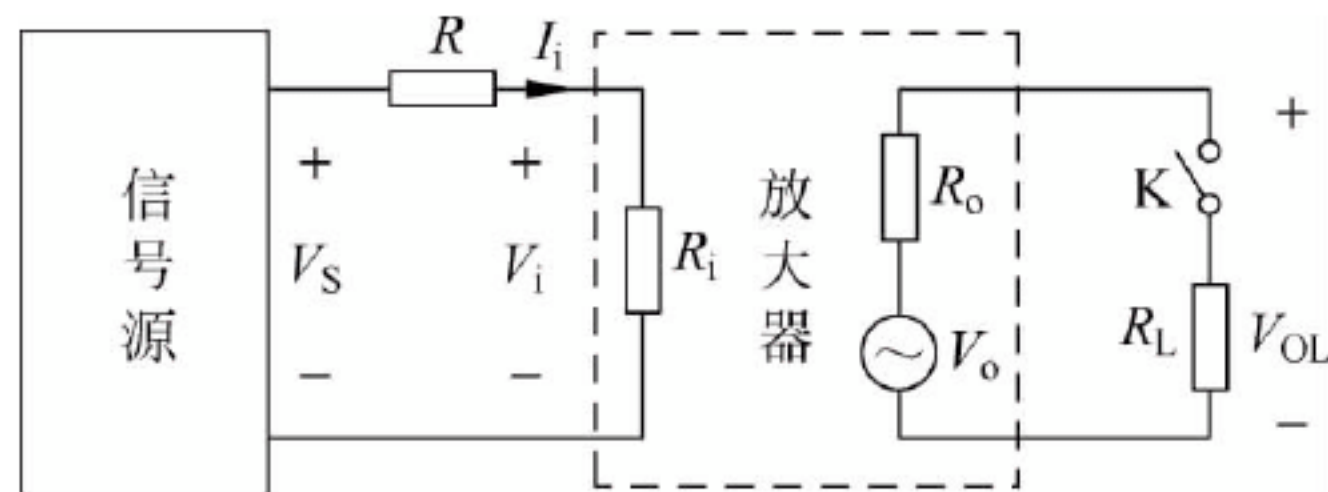 R
I_i
+
+
+
信号源
V_S
V_i
R_i
放大器
R_o
K
V_o
R_L
V_OL
−
−
−